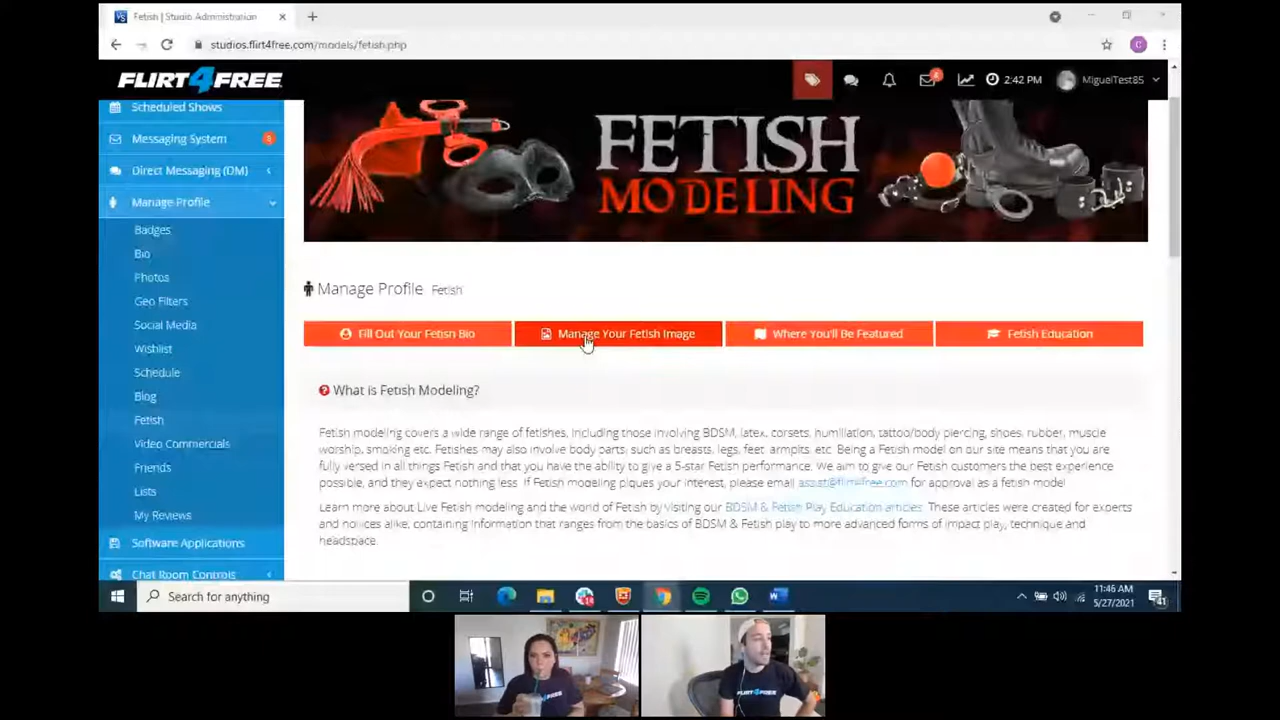 Fetish | Studio Administration
studios.flirt4free.com/models/fetish.php
C
FLIRT4FREE
2:42 PM
MiguelTest85
Scheduled Shows
Messaging System
Direct Messaging (DM)
Manage Profile
Badges
Bio
Photos
Geo Filters
Social Media
Wishlist
Schedule
Blog
Fetish
Video Commercials
Friends
Lists
My Reviews
Software Applications
Chat Room Controls
FETISH
MODELING
Manage Profile Fetish
Fill Out Your Fetish Bio
Manage Your Fetish Image
Where You'll Be Featured
Fetish Education
What is Fetish Modeling?
Fetish modeling covers a wide range of fetishes, including those involving BDSM, latex, corsets, humiliation, tattoo/body piercing, shoes, rubber, muscle
worship, smoking etc. Fetishes may also involve body parts, such as breasts, legs, feet, armpits, etc. Being a Fetish model on our site means that you are
fully versed in all things Fetish and that you have the ability to give a 5-star Fetish performance. We aim to give our Fetish customers the best experience
possible, and they expect nothing less. If Fetish modeling piques your interest, please email assist@flirt4free.com for approval as a fetish model
Learn more about Live Fetish modeling and the world of Fetish by visiting our BDSM & Fetish Play Education articles. These articles were created for experts
and novices alike, containing information that ranges from the basics of BDSM & Fetish play to more advanced forms of impact play, technique and
headspace.
Search for anything
11:46 AM
5/27/2021
41
FLIRT4FREE
FLIRT4FREE